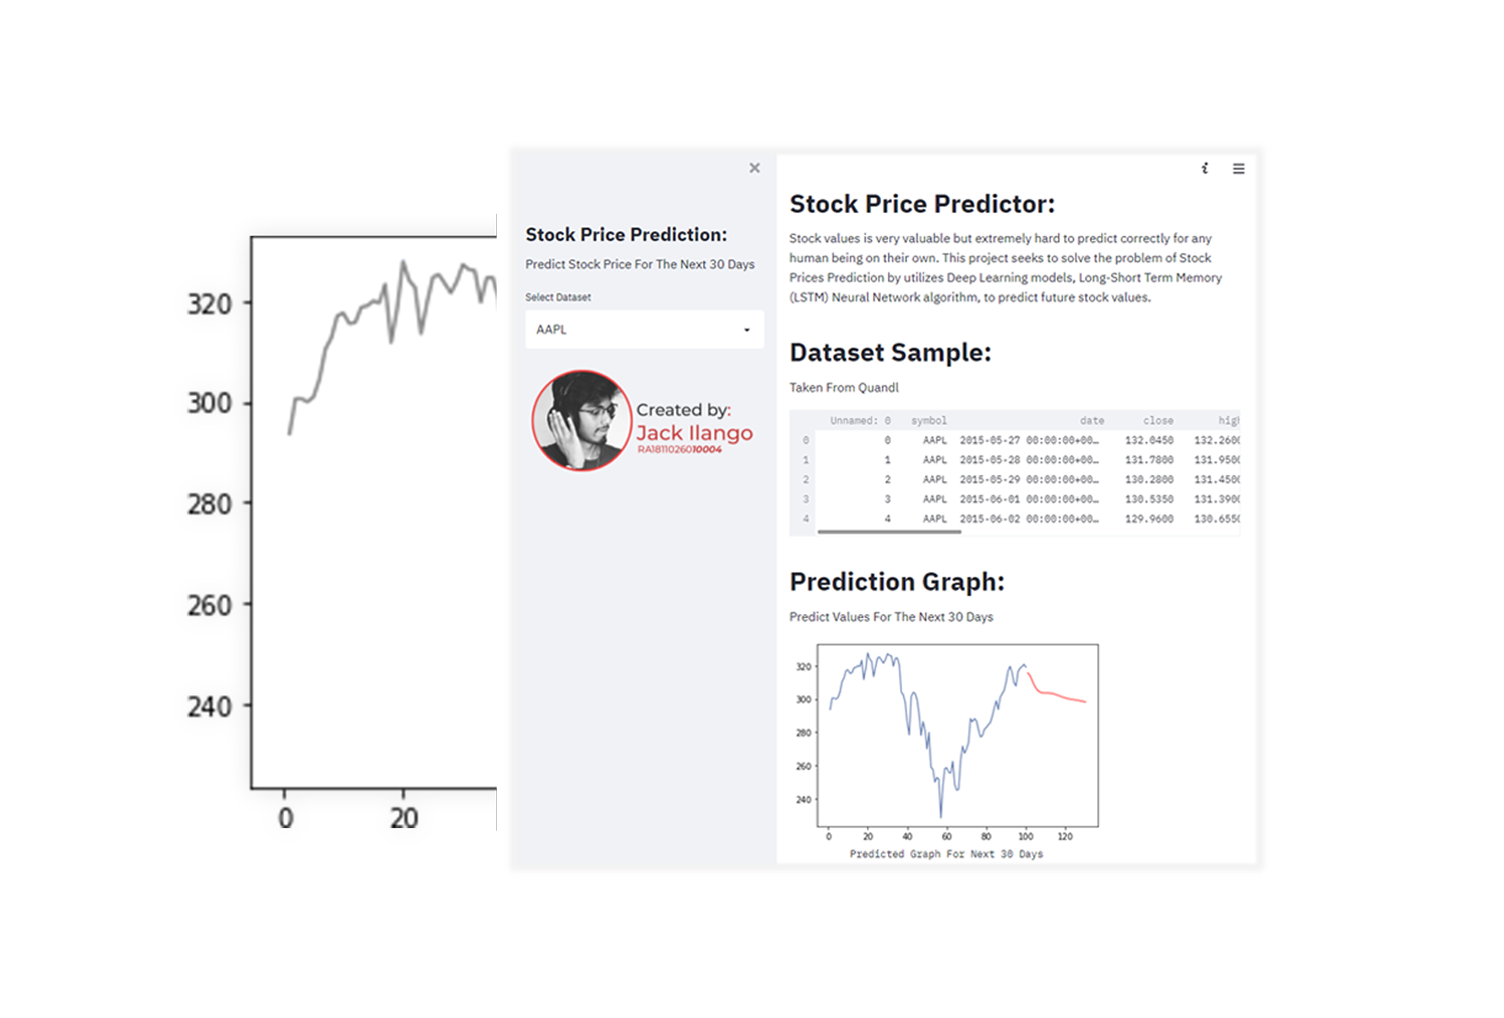 320
300
280
260
240
0 20
Stock Price Prediction:
Predict Stock Price For The Next 30 Days
Select Dataset
AAPL
Created by:
Jack Ilango
RA1811026010004
Stock Price Predictor:
Stock values is very valuable but extremely hard to predict correctly for any
human being on their own. This project seeks to solve the problem of Stock
Prices Prediction by utilizes Deep Learning models, Long-Short Term Memory
(LSTM) Neural Network algorithm, to predict future stock values.
Dataset Sample:
Taken From Quandl
Unnamed: 0 symbol date close high
0 0 AAPL 2015-05-27 00:00:00+00… 132.0450 132.2600
1 1 AAPL 2015-05-28 00:00:00+00… 131.7800 131.9500
2 2 AAPL 2015-05-29 00:00:00+00… 130.2800 131.4500
3 3 AAPL 2015-06-01 00:00:00+00… 130.5350 131.3900
4 4 AAPL 2015-06-02 00:00:00+00… 129.9600 130.6550
Prediction Graph:
Predict Values For The Next 30 Days
320
300
280
260
240
0 20 40 60 80 100 120
Predicted Graph For Next 30 Days